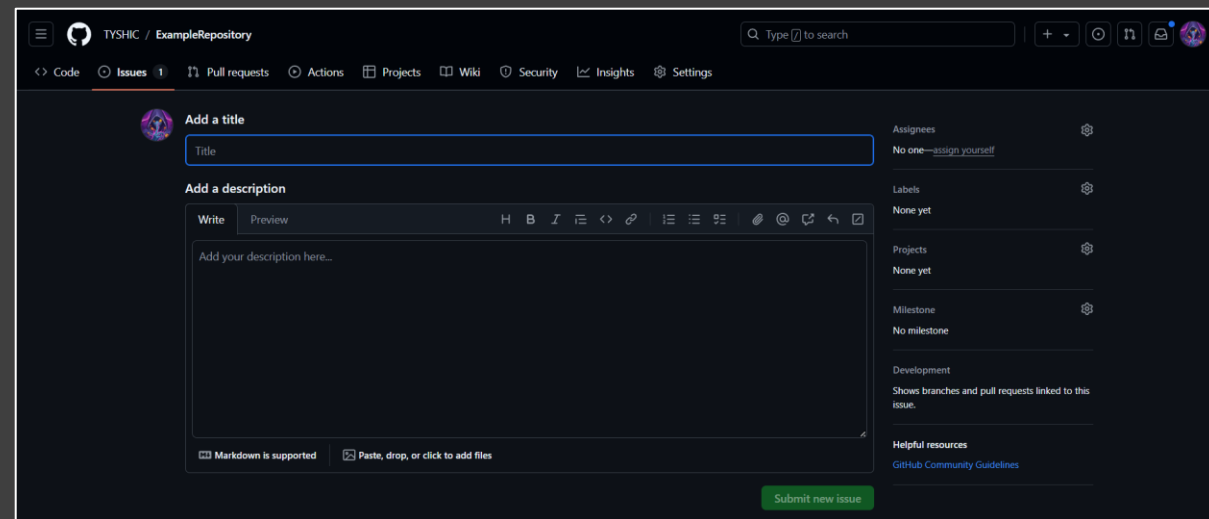 TYSHIC / ExampleRepository
Type / to search
Code
Issues 1
Pull requests
Actions
Projects
Wiki
Security
Insights
Settings
Add a title
Title
Add a description
Write Preview
H B I
Add your description here...
Markdown is supported
Paste, drop, or click to add files
Submit new issue
Assignees
No one—assign yourself
Labels
None yet
Projects
None yet
Milestone
No milestone
Development
Shows branches and pull requests linked to this
issue.
Helpful resources
GitHub Community Guidelines